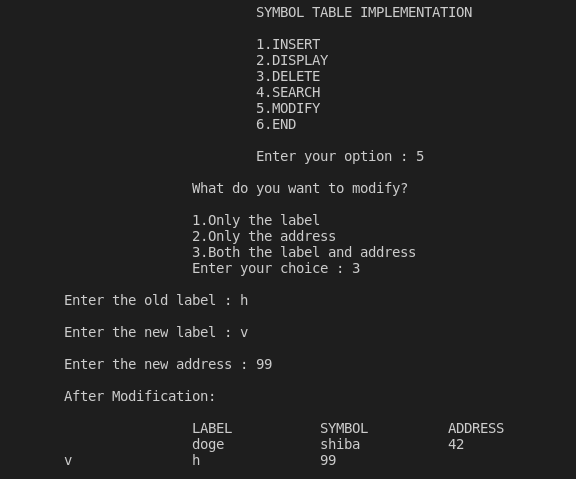 SYMBOL TABLE IMPLEMENTATION
1.INSERT
2.DISPLAY
3.DELETE
4.SEARCH
5.MODIFY
6.END
Enter your option : 5
What do you want to modify?
1.Only the label
2.Only the address
3.Both the label and address
Enter your choice : 3
Enter the old label : h
Enter the new label : v
Enter the new address : 99
After Modification:
LABEL SYMBOL ADDRESS
doge shiba 42
v h 99